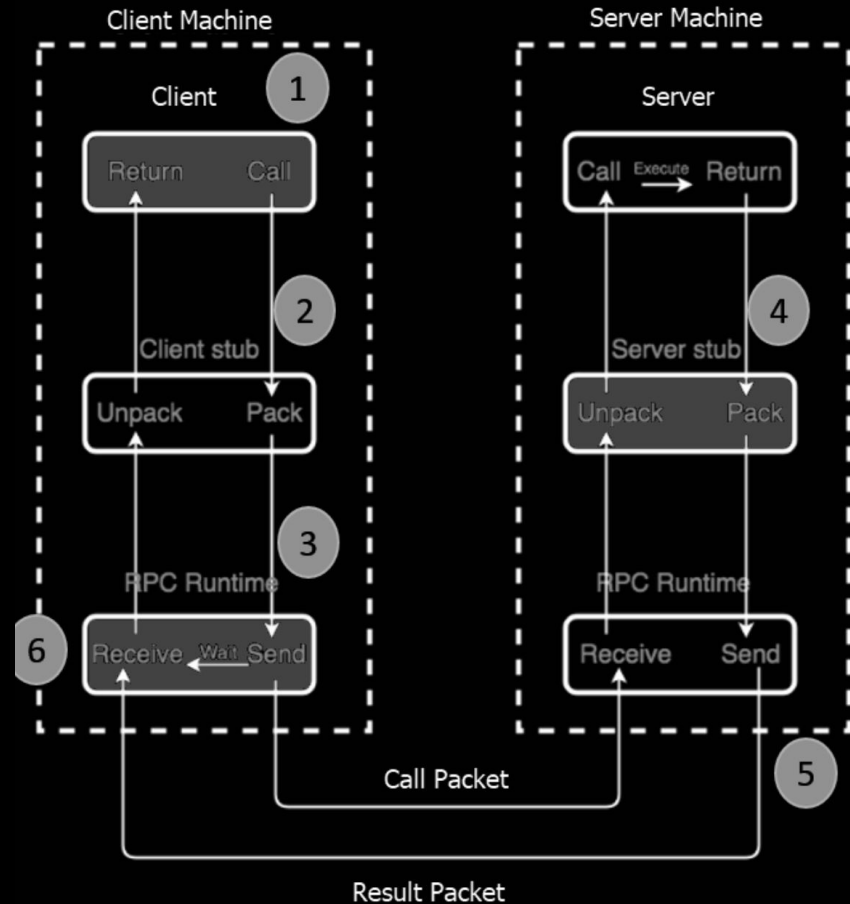 Client Machine
Server Machine
Client
1
Server
Return Call
Call Execute Return
2
4
Client stub
Server stub
Unpack Pack
Unpack Pack
3
RPC Runtime
RPC Runtime
6
Receive Wait Send
Receive Send
5
Call Packet
Result Packet